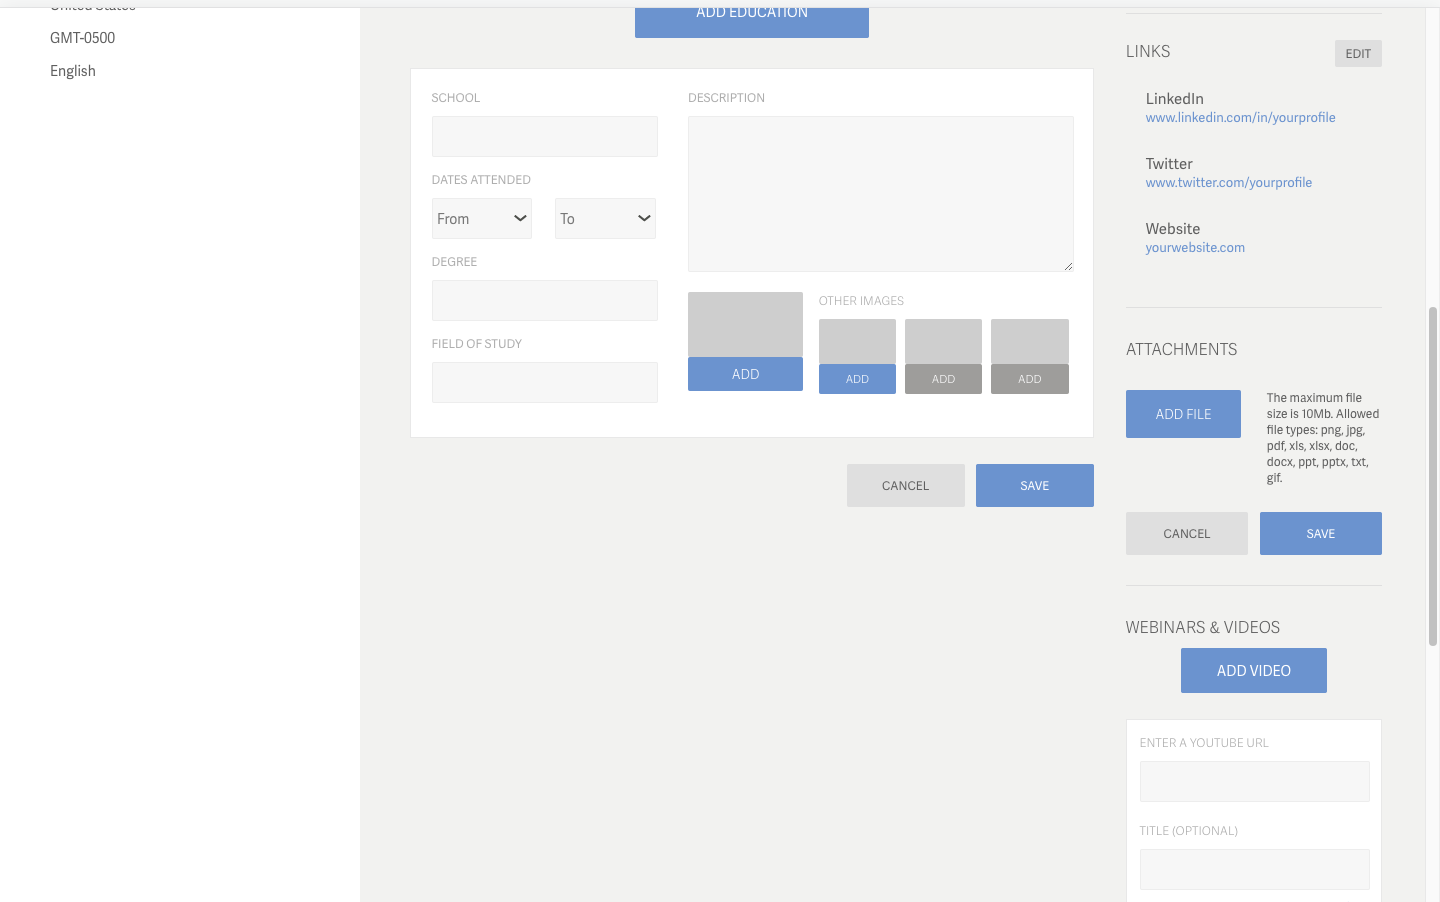 United States
GMT-0500
English
ADD EDUCATION
SCHOOL
DATES ATTENDED
From
To
DEGREE
FIELD OF STUDY
DESCRIPTION
ADD
OTHER IMAGES
ADD
ADD
ADD
CANCEL
SAVE
LINKS
EDIT
LinkedIn
www.linkedin.com/in/yourprofile
Twitter
www.twitter.com/yourprofile
Website
yourwebsite.com
ATTACHMENTS
ADD FILE
The maximum file
size is 10Mb. Allowed
file types: png, jpg,
pdf, xls, xlsx, doc,
docx, ppt, pptx, txt,
gif.
CANCEL
SAVE
WEBINARS & VIDEOS
ADD VIDEO
ENTER A YOUTUBE URL
TITLE (OPTIONAL)